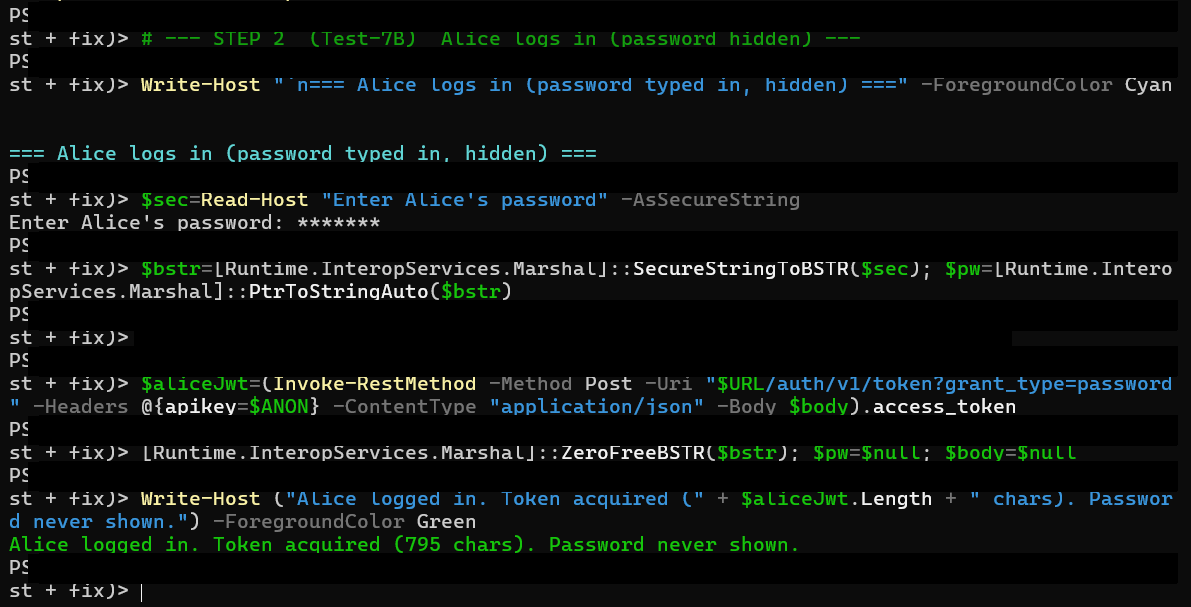 PS
st + fix)> # --- STEP 2  (Test-7B)  Alice logs in (password hidden) ---
PS
st + fix)> Write-Host "`n=== Alice logs in (password typed in, hidden) ===" -ForegroundColor Cyan
=== Alice logs in (password typed in, hidden) ===
PS
st + fix)> $sec=Read-Host "Enter Alice's password" -AsSecureString
Enter Alice's password: *******
PS
st + fix)> $bstr=[Runtime.InteropServices.Marshal]::SecureStringToBSTR($sec); $pw=[Runtime.Intero
pServices.Marshal]::PtrToStringAuto($bstr)
PS
st + fix)>
PS
st + fix)> $aliceJwt=(Invoke-RestMethod -Method Post -Uri "$URL/auth/v1/token?grant_type=password
" -Headers @{apikey=$ANON} -ContentType "application/json" -Body $body).access_token
PS
st + fix)> [Runtime.InteropServices.Marshal]::ZeroFreeBSTR($bstr); $pw=$null; $body=$null
PS
st + fix)> Write-Host ("Alice logged in. Token acquired (" + $aliceJwt.Length + " chars). Passwor
d never shown.") -ForegroundColor Green
Alice logged in. Token acquired (795 chars). Password never shown.
PS
st + fix)>